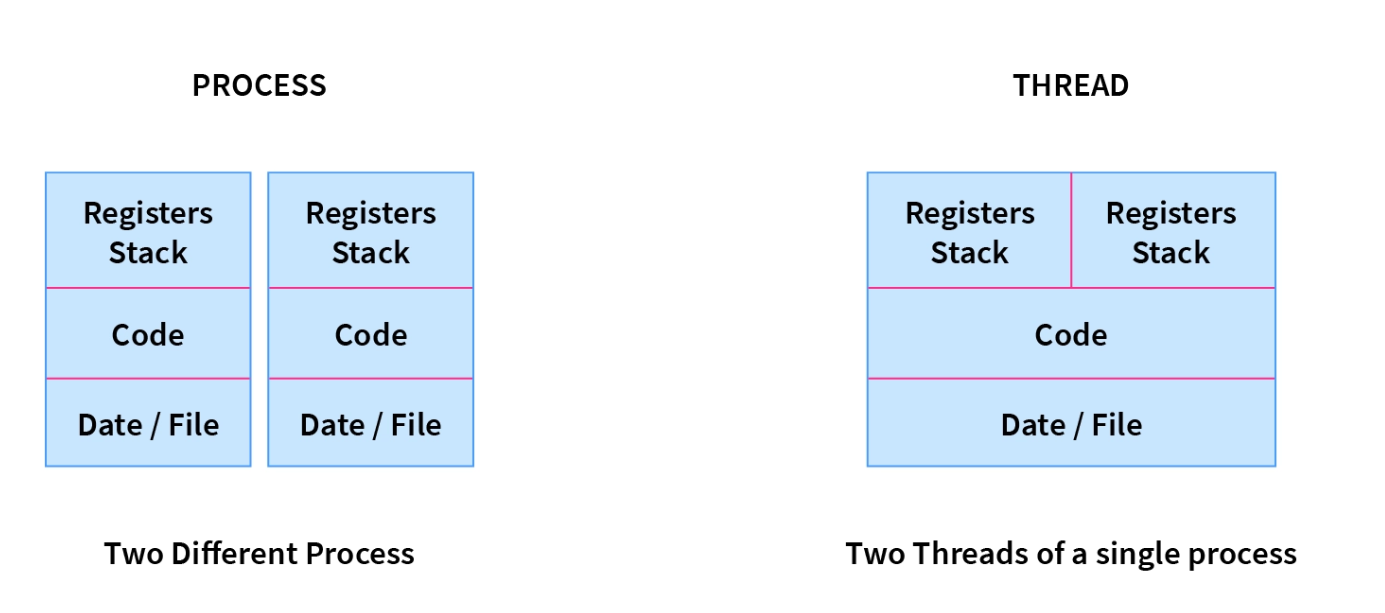 PROCESS
THREAD
Registers
Stack
Registers
Stack
Code
Code
Date / File
Date / File
Two Different Process
Registers
Stack
Registers
Stack
Code
Date / File
Two Threads of a single process